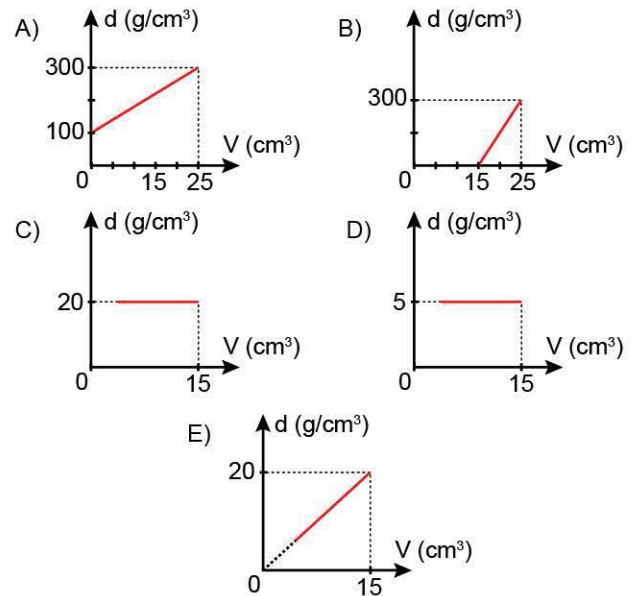 A) d (g/cm³)
300
100
V (cm³)
0 15 25
B) d (g/cm³)
300
V (cm³)
0 15 25
C) d (g/cm³)
20
V (cm³)
0 15
D) d (g/cm³)
5
V (cm³)
0 15
E) d (g/cm³)
20
V (cm³)
0 15